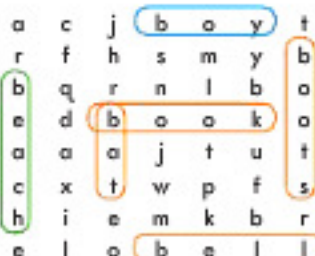 a c j b o y t
r f h s m y b
b q r n l b o
e d b o o k o
a a a j t u t
c x t w p f s
h i e m k b r
e l o b e l l